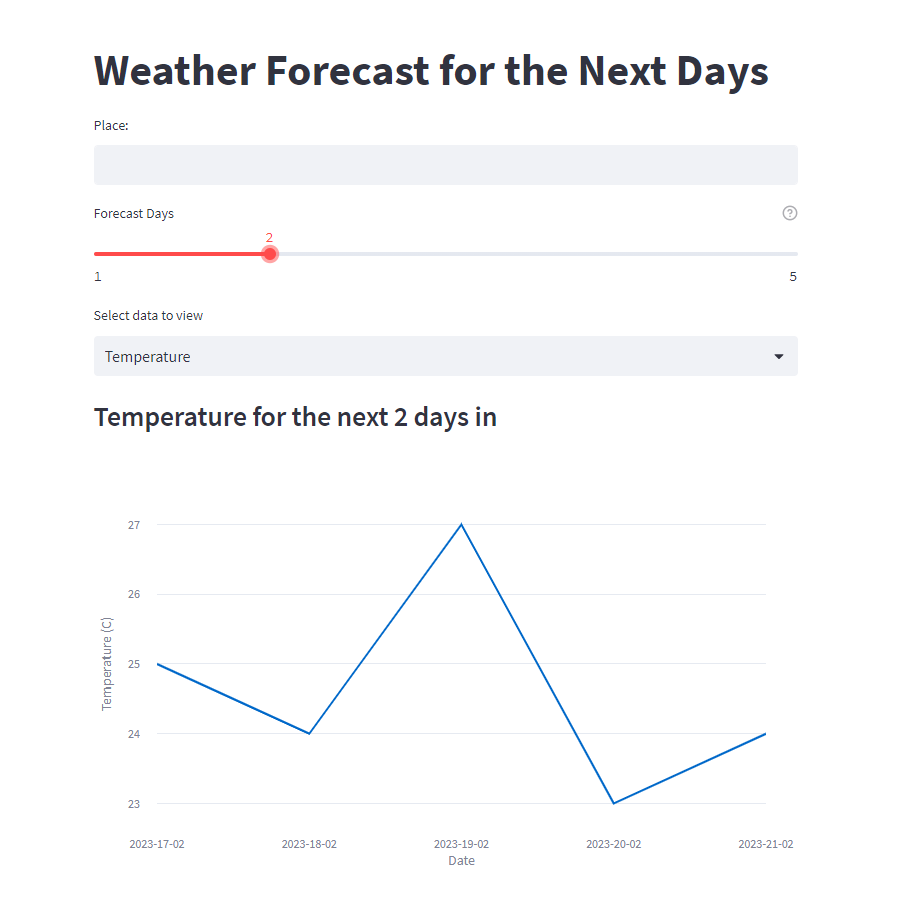 Weather Forecast for the Next Days
Place:
Forecast Days
2
1 5
Select data to view
Temperature
Temperature for the next 2 days in
27
26
25
24
23
Temperature (C)
2023-17-02 2023-18-02 2023-19-02 2023-20-02 2023-21-02
Date